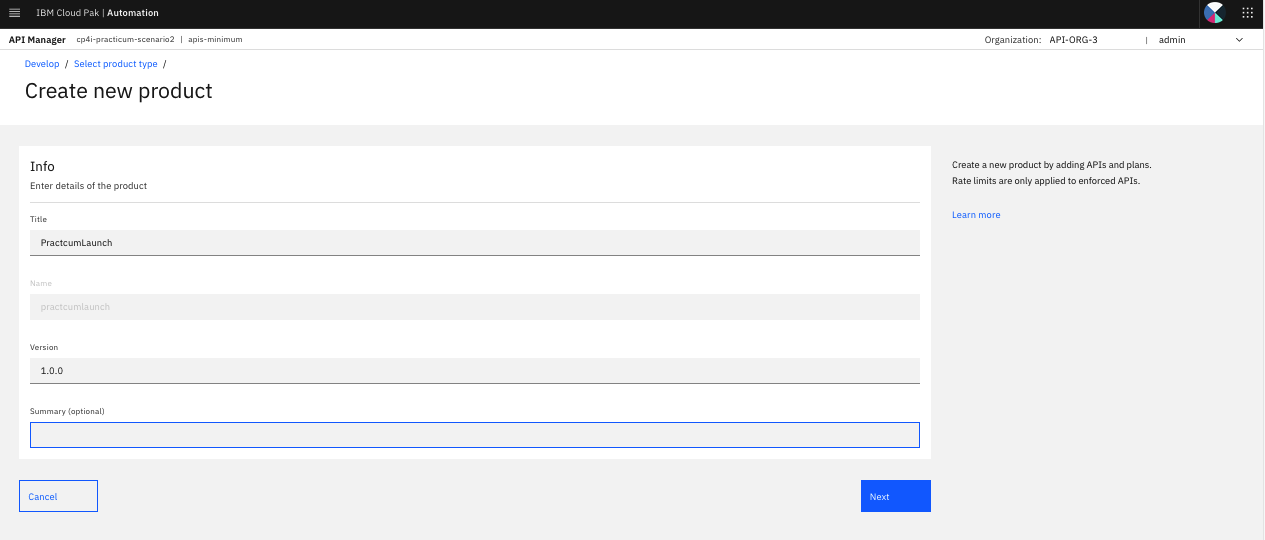 IBM Cloud Pak | Automation
API Manager cp4i-practicum-scenario2 | apis-minimum Organization: API-ORG-3 | admin
Develop / Select product type /
Create new product
Info
Enter details of the product
Title
PractcumLaunch
Name
practcumlaunch
Version
1.0.0
Summary (optional)
Cancel
Next
Create a new product by adding APIs and plans.
Rate limits are only applied to enforced APIs.
Learn more